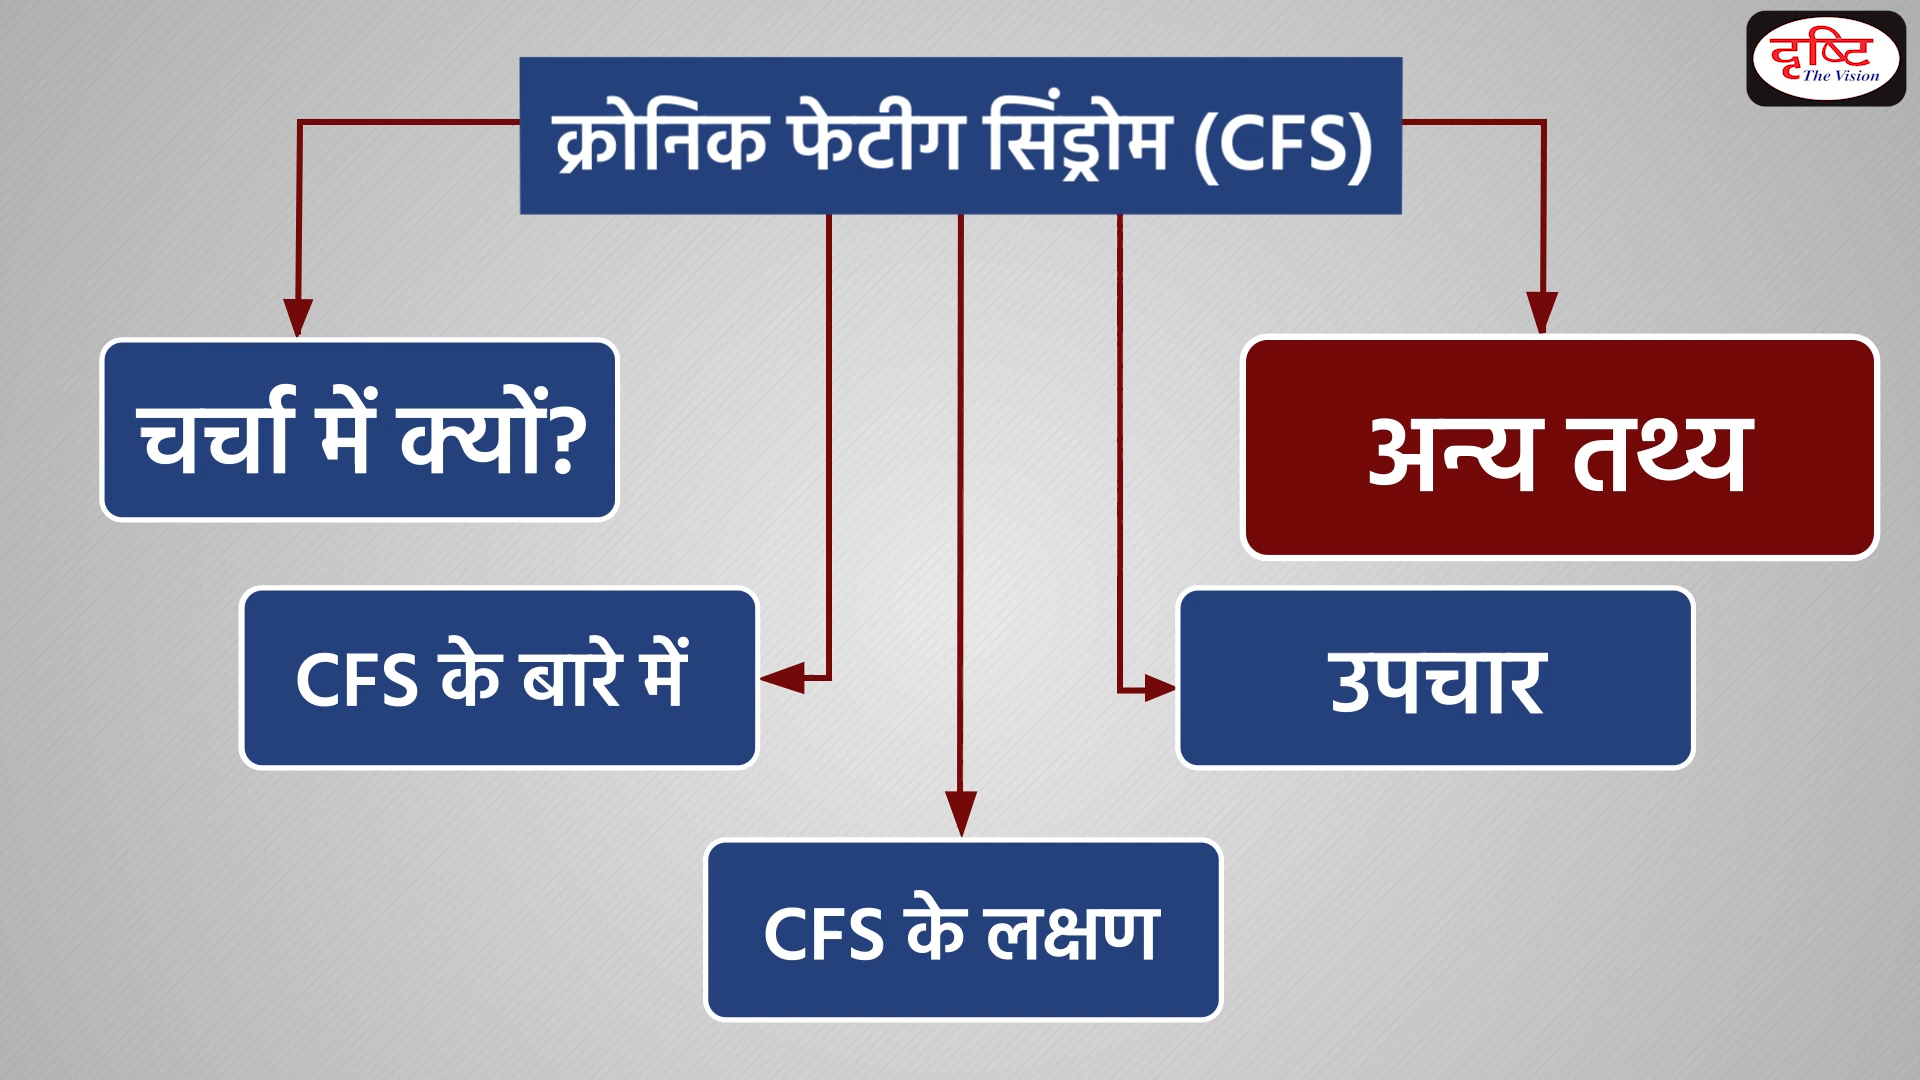 दृष्टि
The Vision
क्रोनिक फेटीग सिंड्रोम (CFS)
चर्चा में क्यों?
अन्य तथ्य
CFS के बारे में
उपचार
CFS के लक्षण